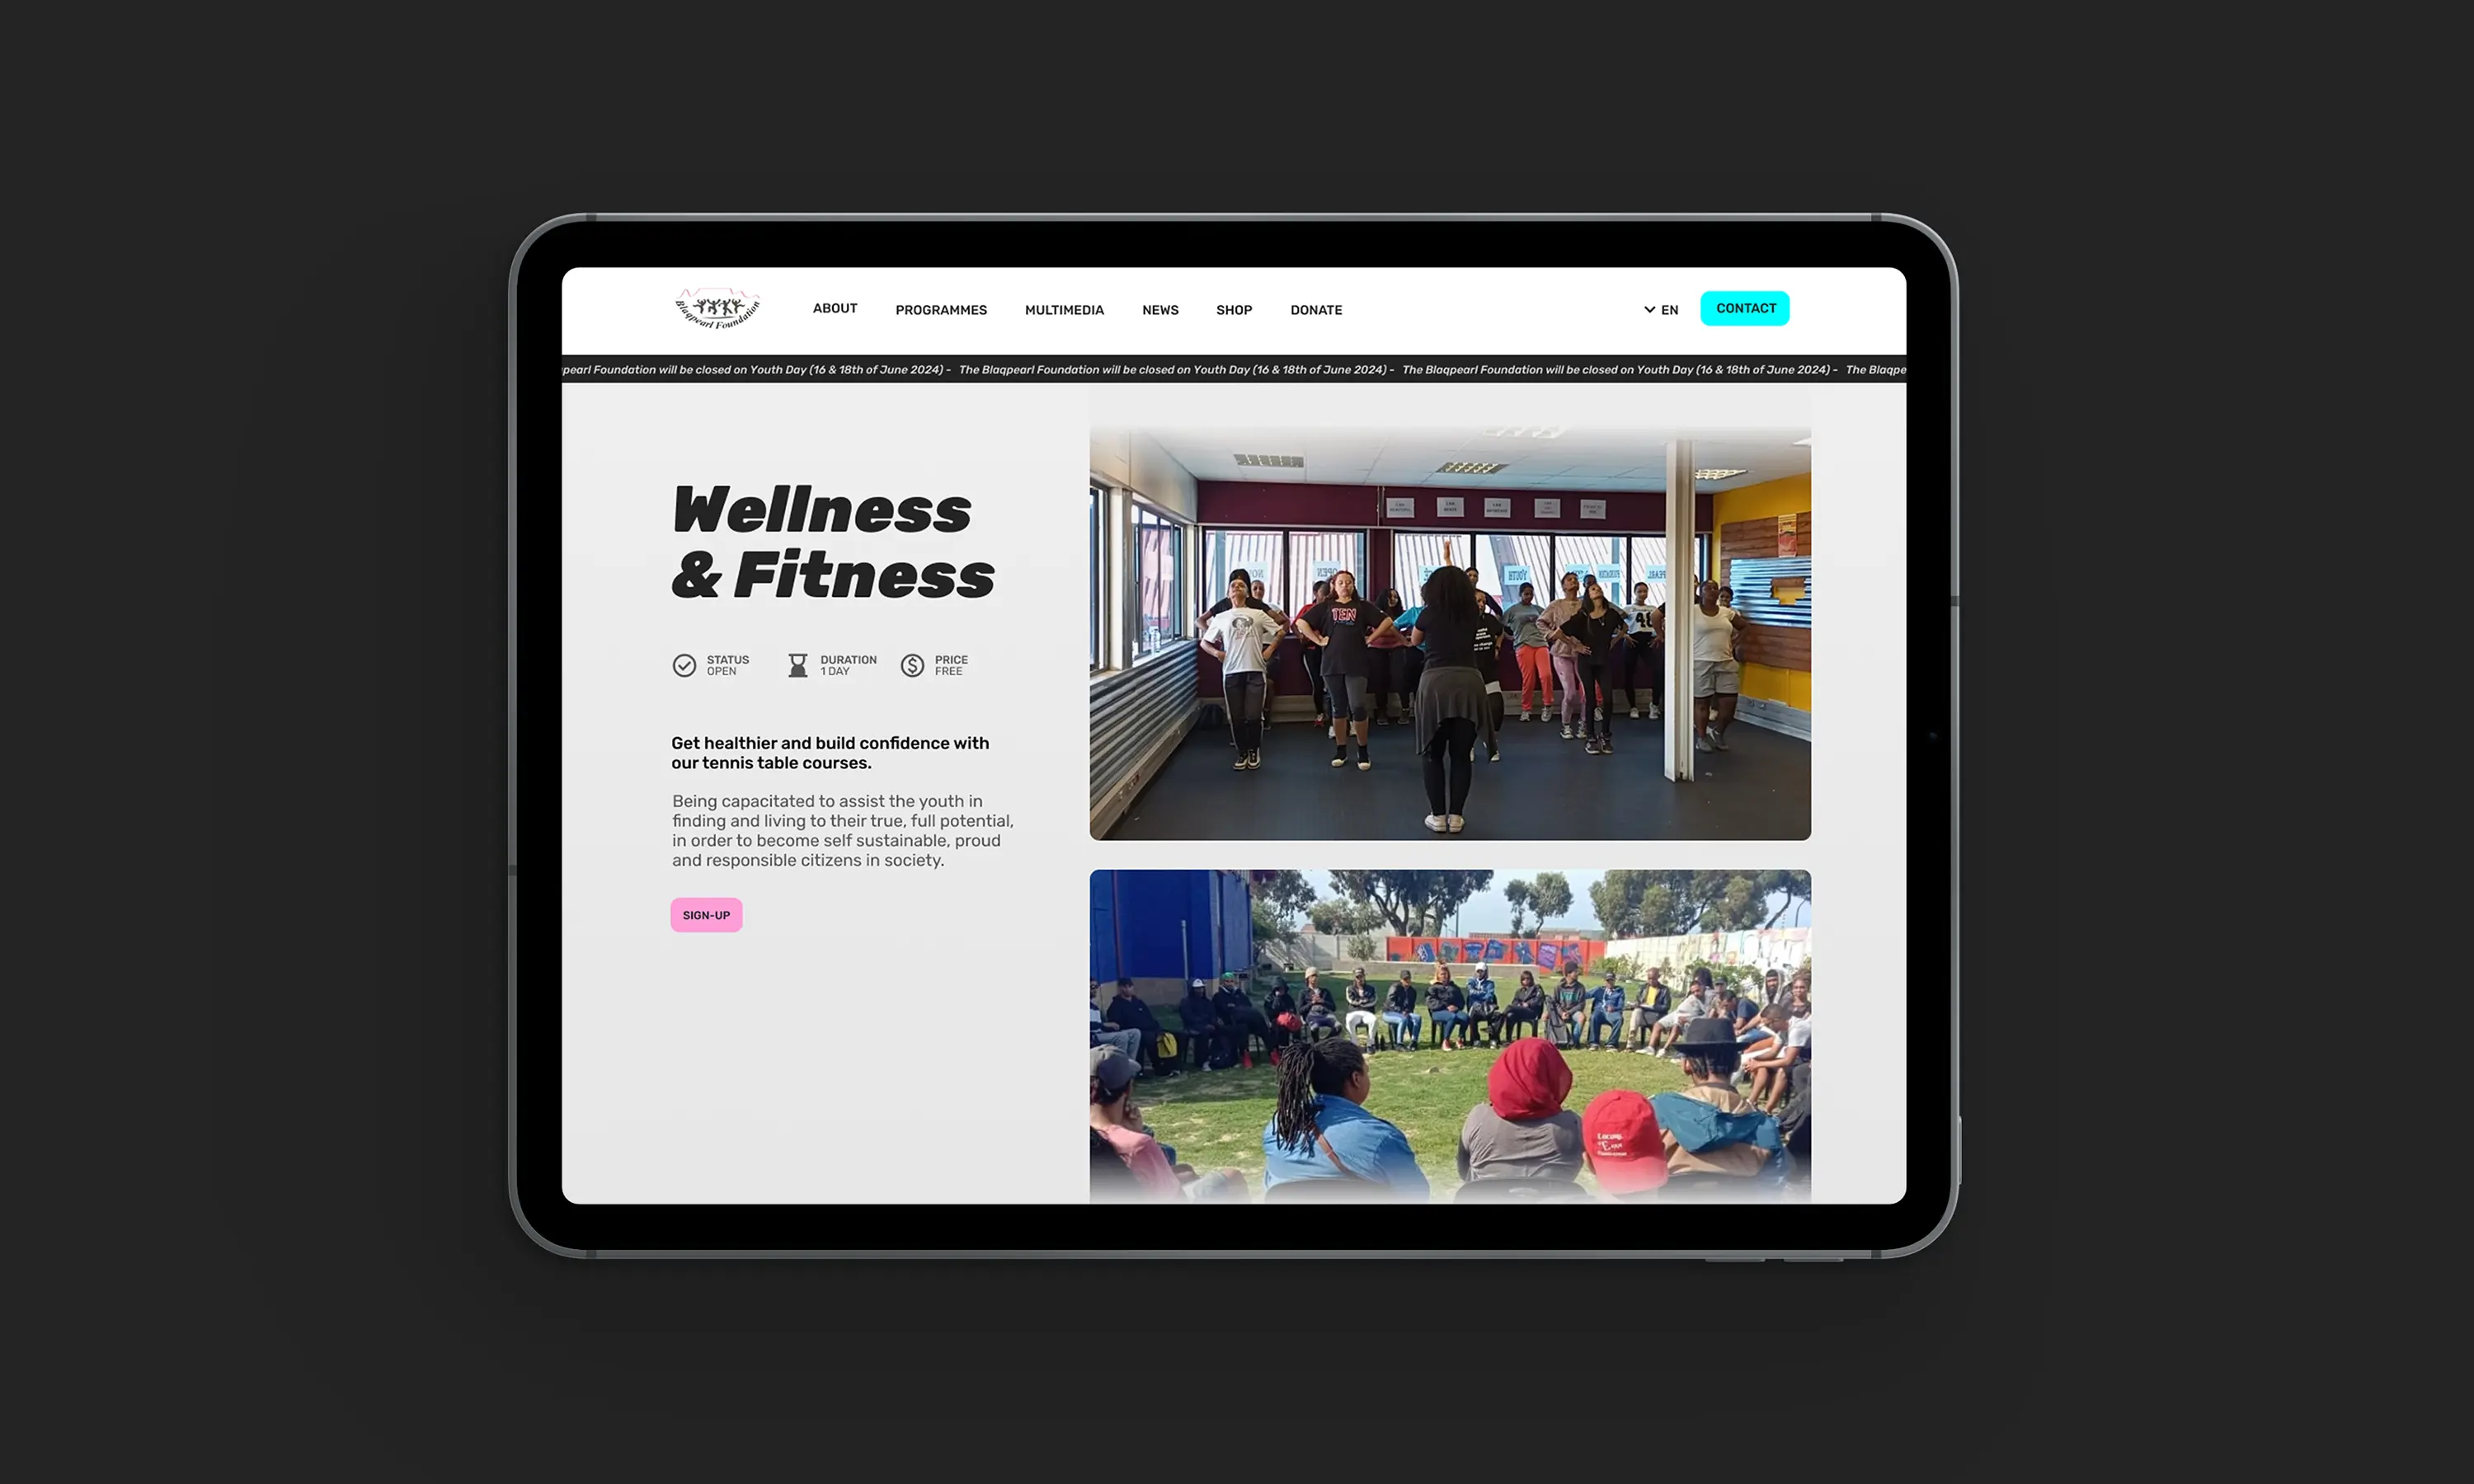 Blaqpearl Foundation
ABOUT
PROGRAMMES
MULTIMEDIA
NEWS
SHOP
DONATE
EN
CONTACT
pearl Foundation will be closed on Youth Day (16 & 18th of June 2024) - The Blaqpearl Foundation will be closed on Youth Day (16 & 18th of June 2024) - The Blaqpearl Foundation will be closed on Youth Day (16 & 18th of June 2024) - The Blaqpe
Wellness
& Fitness
STATUS
OPEN
DURATION
1 DAY
PRICE
FREE
Get healthier and build confidence with
our tennis table courses.
Being capacitated to assist the youth in
finding and living to their true, full potential,
in order to become self sustainable, proud
and responsible citizens in society.
SIGN-UP
OPEN
YOUTH
TEN
48